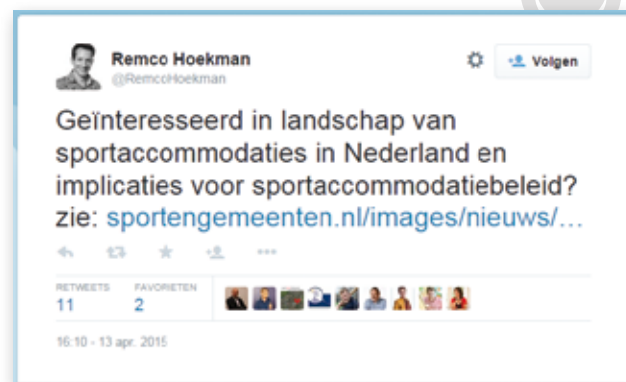 Remco Hoekman
@RemcoHoekman
Volgen
Geïnteresseerd in landschap van
sportaccommodaties in Nederland en
implicaties voor sportaccommodatiebeleid?
zie: sportengemeenten.nl/images/nieuws/…
RETWEETS FAVORIETEN
11 2
16:10 - 13 apr. 2015